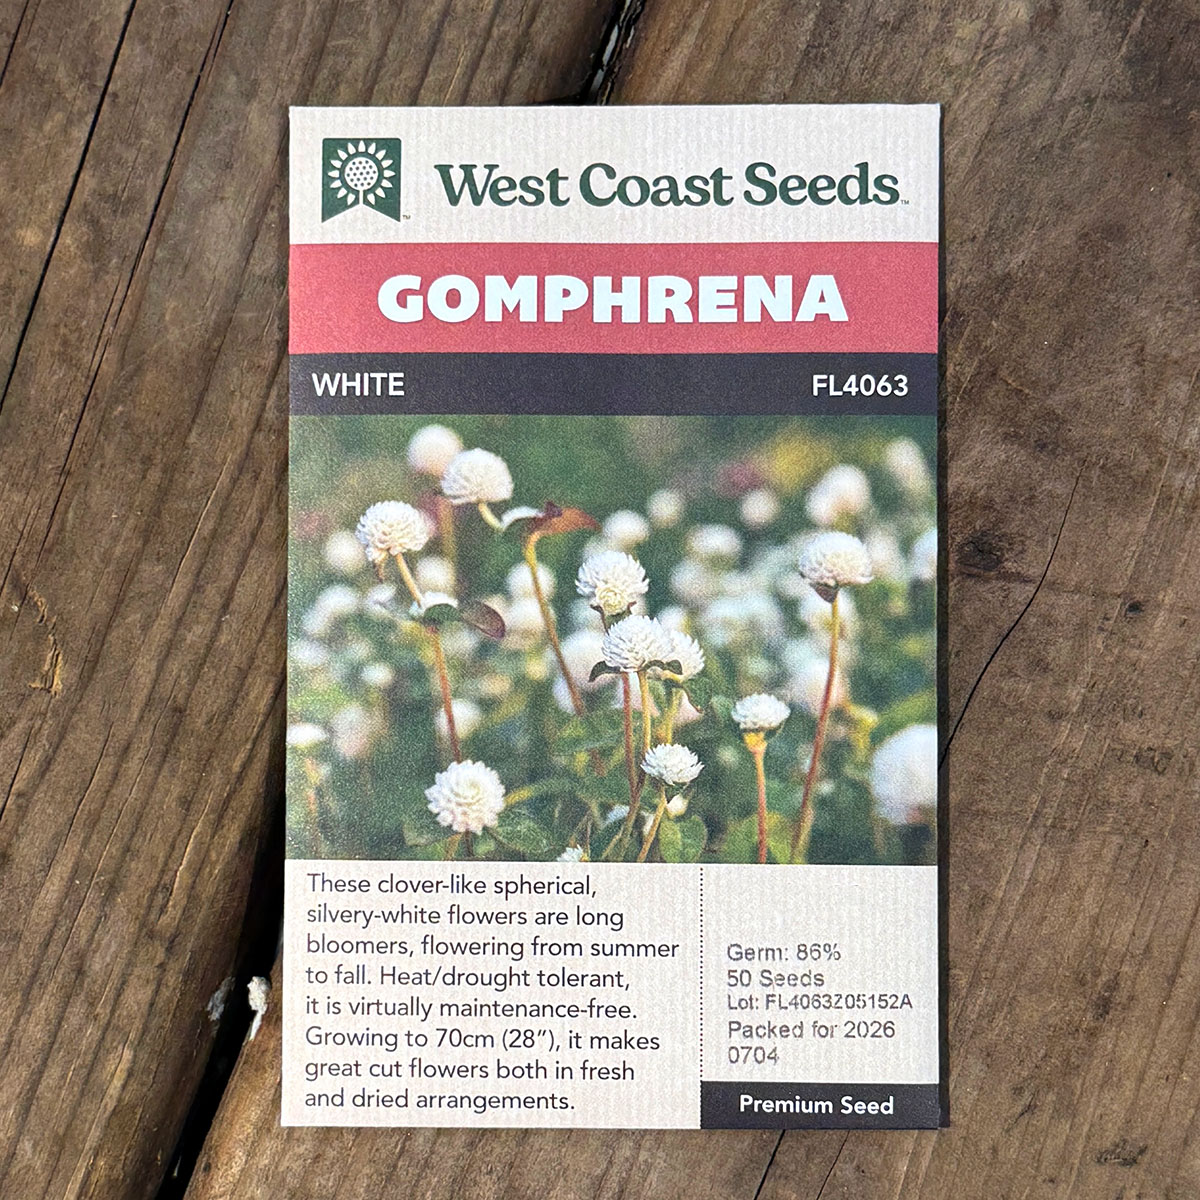 West Coast Seeds™
GOMPHRENA
WHITE FL4063
These clover-like spherical,
silvery-white flowers are long
bloomers, flowering from summer
to fall. Heat/drought tolerant,
it is virtually maintenance-free.
Growing to 70cm (28”), it makes
great cut flowers both in fresh
and dried arrangements.
Germ: 86%
50 Seeds
Lot: FL4063Z05152A
Packed for 2026
0704
Premium Seed